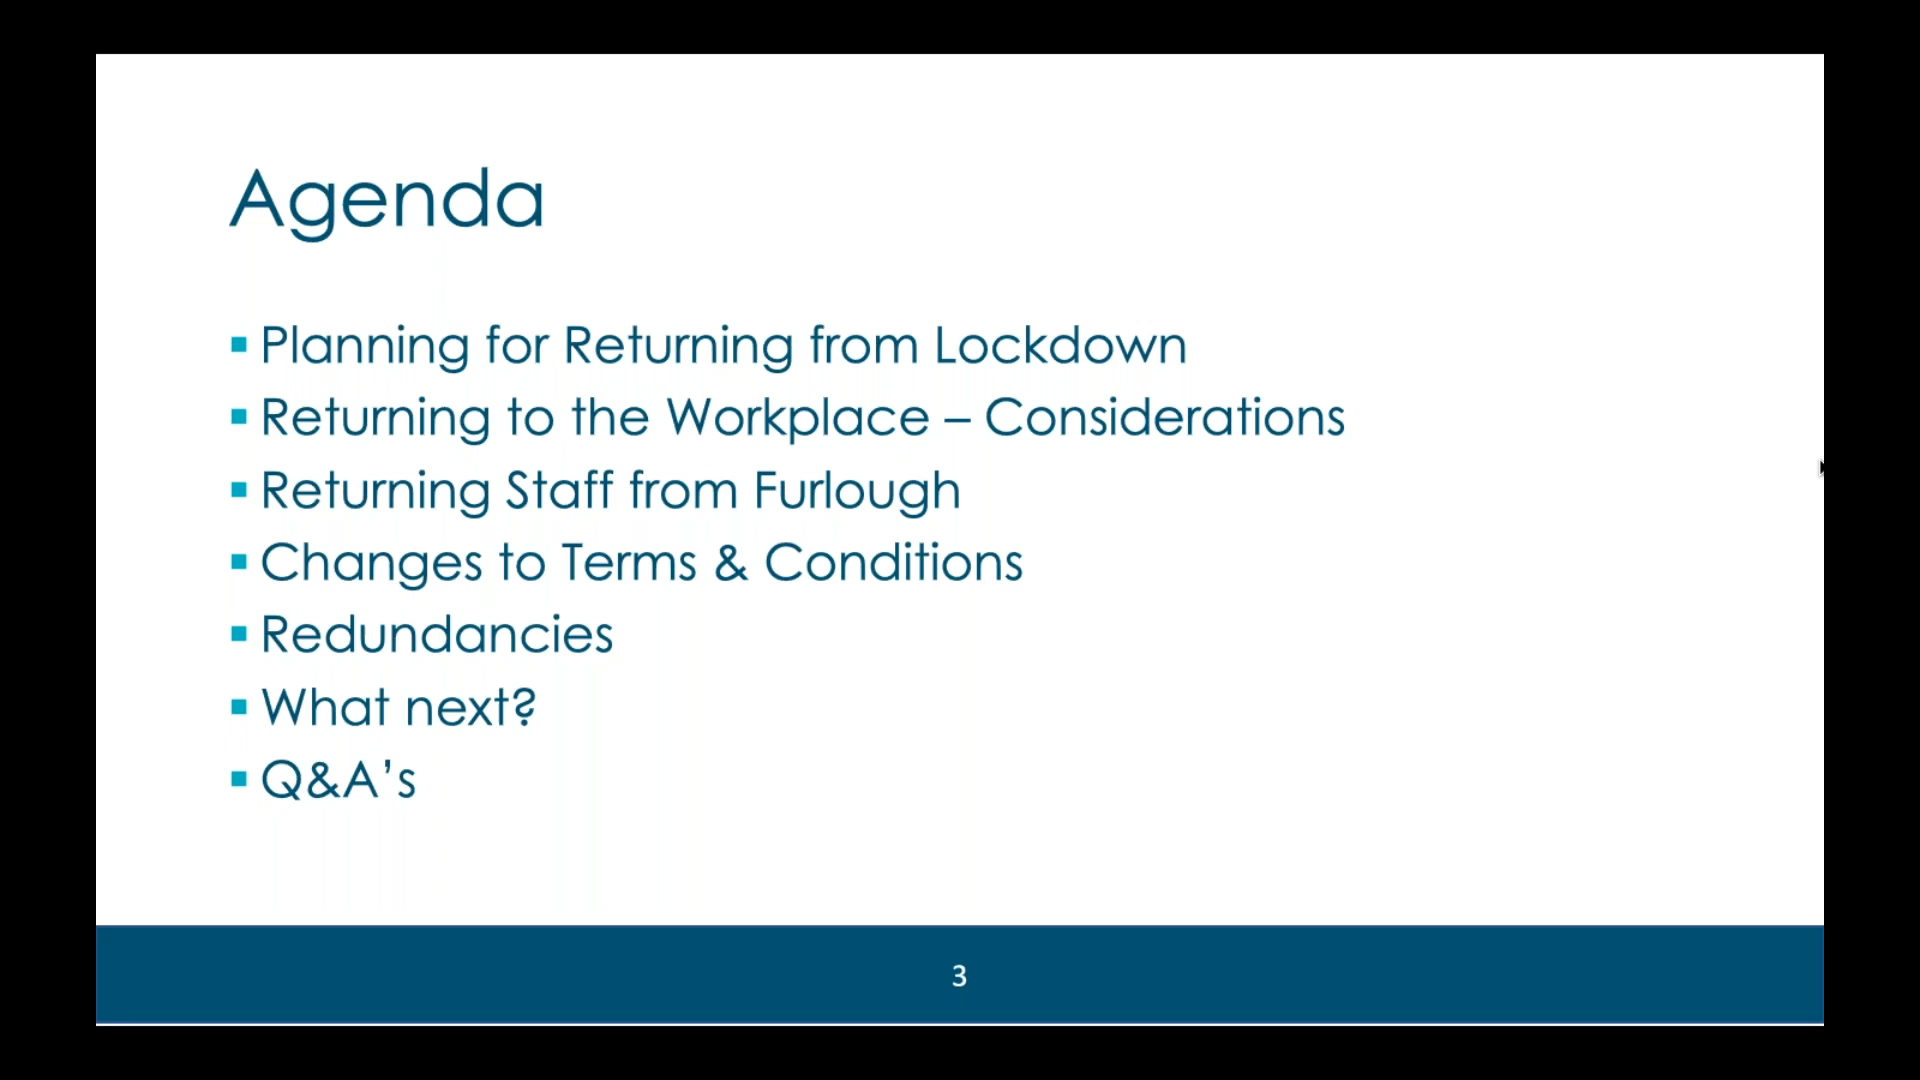 Agenda
▪ Planning for Returning from Lockdown
▪ Returning to the Workplace – Considerations
▪ Returning Staff from Furlough
▪ Changes to Terms & Conditions
▪ Redundancies
▪ What next?
▪ Q&A’s
3